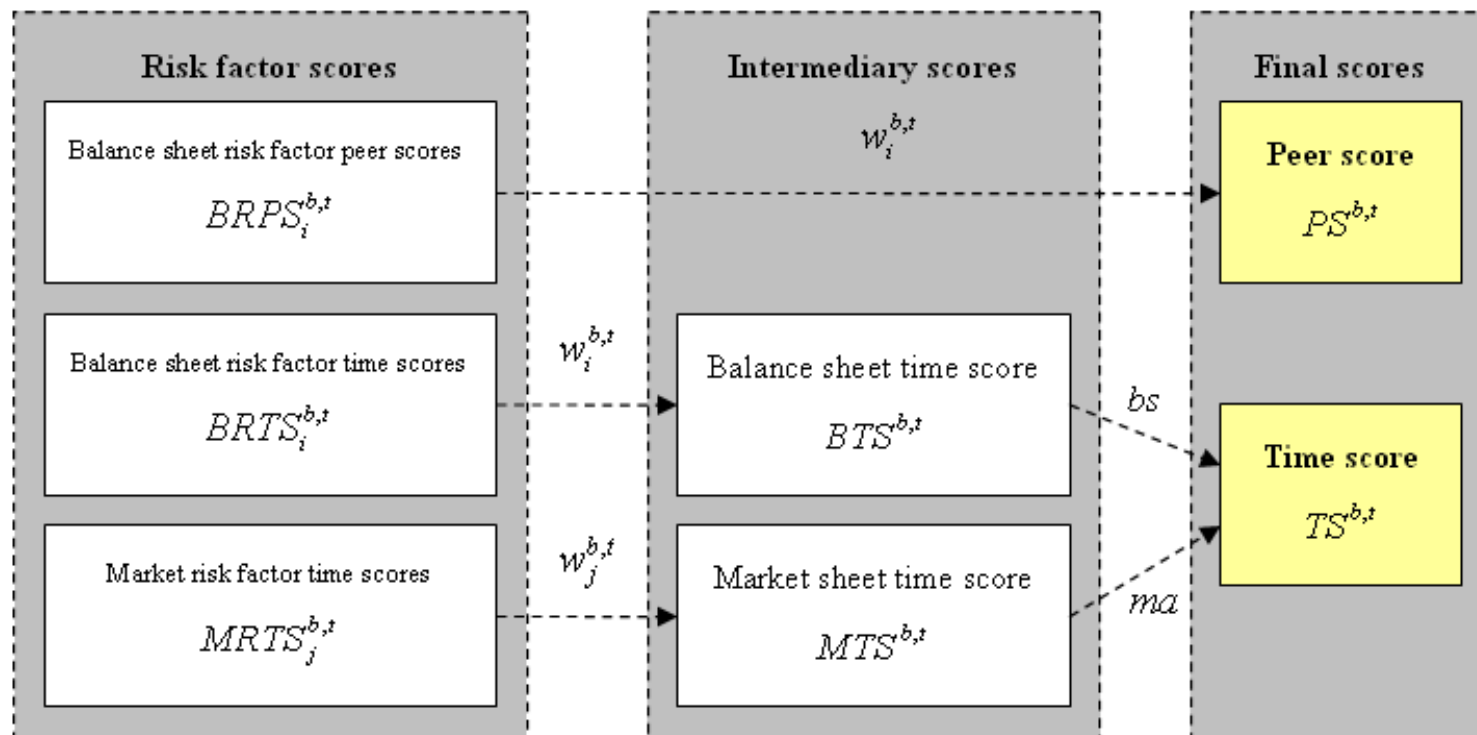 Risk factor scores
Balance sheet risk factor peer scores
BRPS_i^{b,t}
Balance sheet risk factor time scores
BRTS_i^{b,t}
Market risk factor time scores
MRTS_j^{b,t}
w_i^{b,t}
w_j^{b,t}
Intermediary scores
w_i^{b,t}
Balance sheet time score
BTS^{b,t}
Market sheet time score
MTS^{b,t}
bs
ma
Final scores
Peer score
PS^{b,t}
Time score
TS^{b,t}